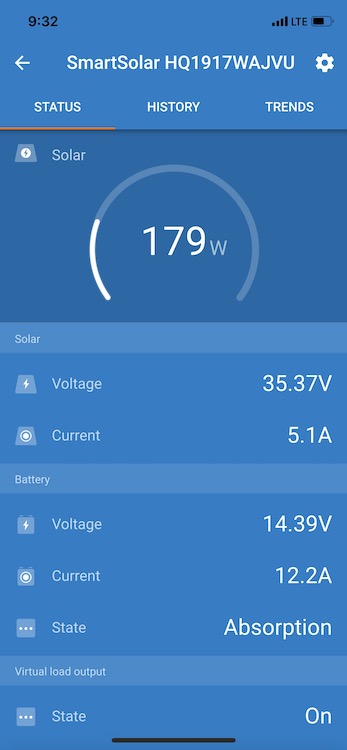 9:32
LTE
SmartSolar HQ1917WAJVU
STATUS HISTORY TRENDS
Solar
179W
Solar
Voltage 35.37V
Current 5.1A
Battery
Voltage 14.39V
Current 12.2A
State Absorption
Virtual load output
State On